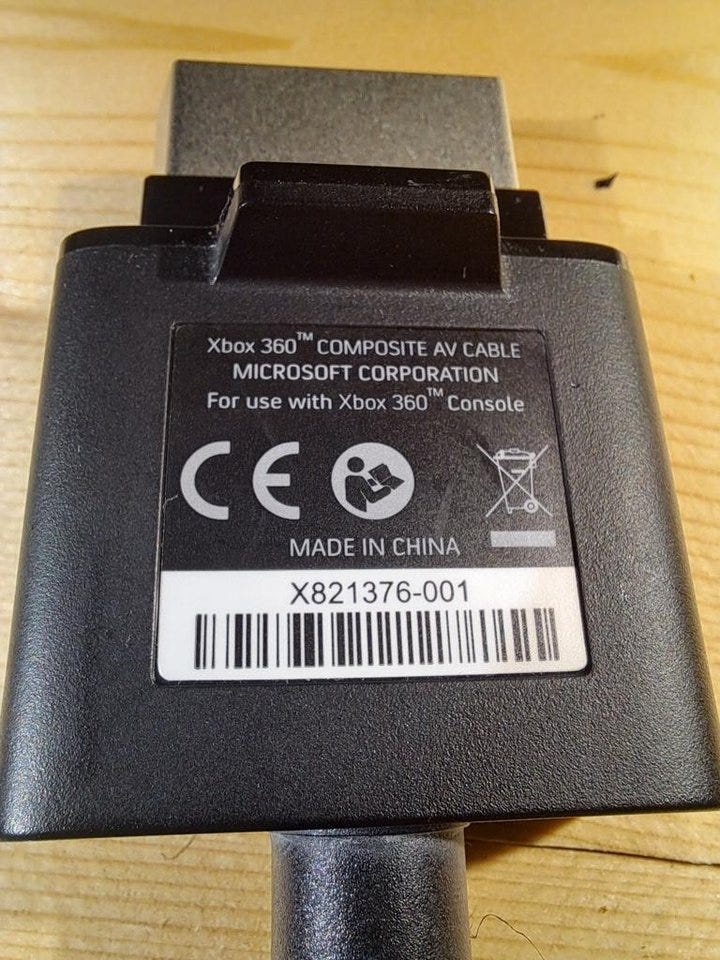 Xbox 360™ COMPOSITE AV CABLE
MICROSOFT CORPORATION
For use with Xbox 360™ Console
CE
MADE IN CHINA
X821376-001